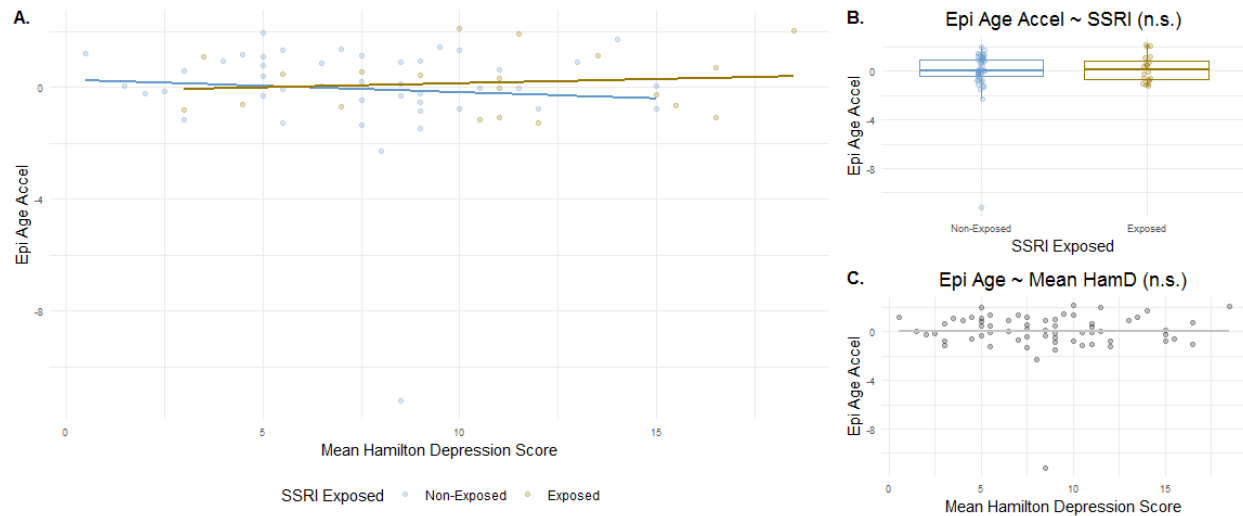 A.
Epi Age Accel
0
-4
-8
0
5
10
15
Mean Hamilton Depression Score
SSRI Exposed
Non-Exposed
Exposed
B.
Epi Age Accel ~ SSRI (n.s.)
Epi Age Accel
0
-4
-8
Non-Exposed
Exposed
SSRI Exposed
C.
Epi Age ~ Mean HamD (n.s.)
Epi Age Accel
0
-4
-8
0
5
10
15
Mean Hamilton Depression Score